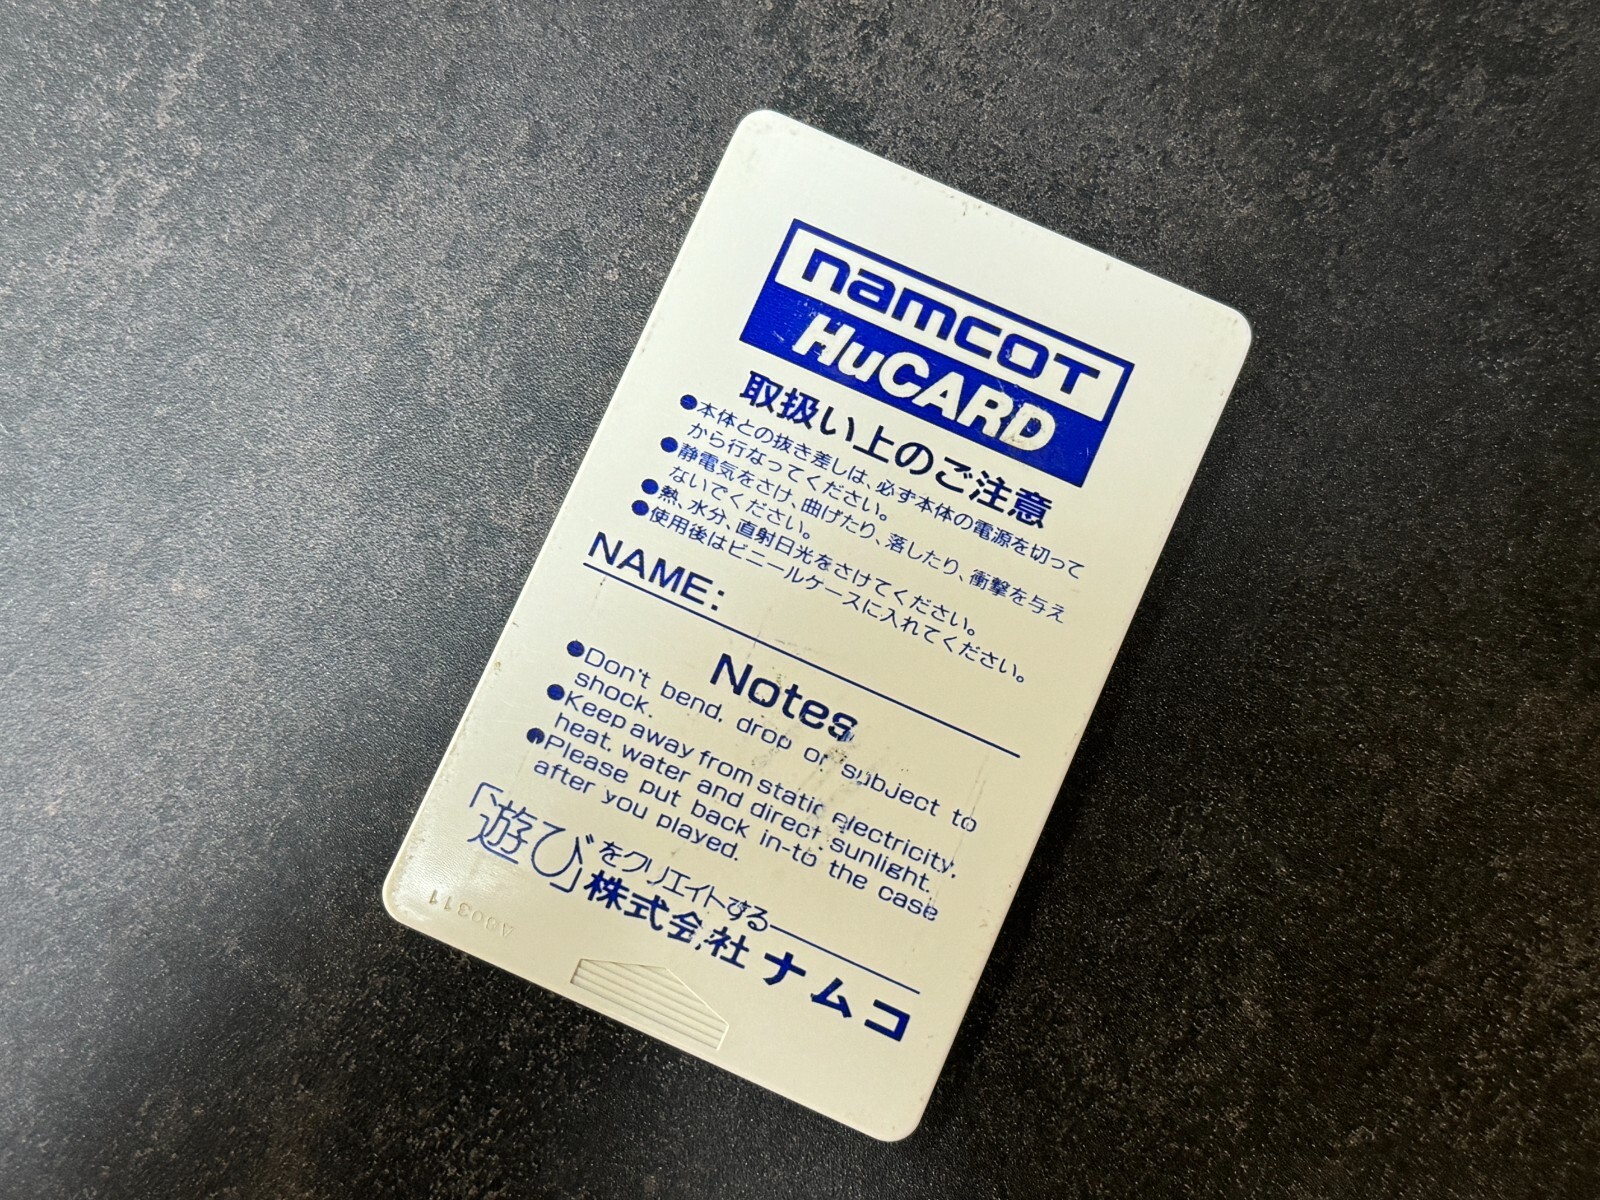 namcot
HuCARD
取扱い上のご注意
●本体との抜き差しは、必ず本体の電源を切って
から行なってください。
●静電気をさけ、曲げたり、落したり、衝撃を与え
ないでください。
●熱、水分、直射日光をさけてください。
●使用後はビニールケースに入れてください。
NAME:
Notes
●Don't bend, drop or subject to
shock.
●Keep away from static electricity,
heat, water and direct sunlight.
●Please put back in-to the case
after you played.
「遊び」をクリエイトする
株式会社ナムコ
A30311